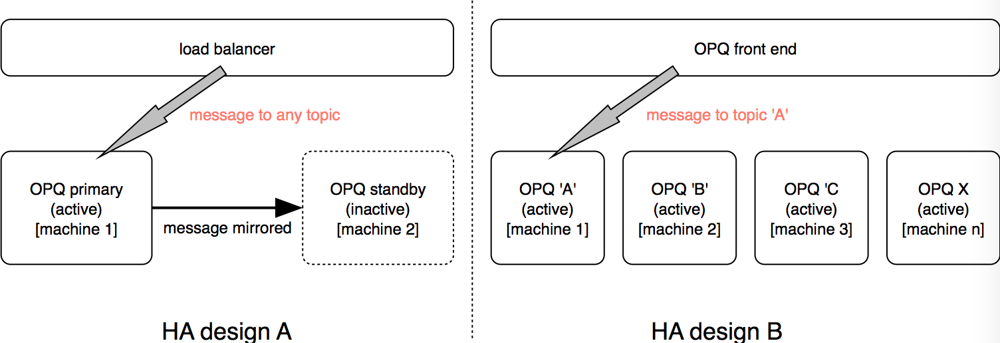 load balancer
message to any topic
OPQ primary
(active)
[machine 1]
message mirrored
OPQ standby
(inactive)
[machine 2]
HA design A
OPQ front end
message to topic 'A'
OPQ 'A'
(active)
[machine 1]
OPQ 'B'
(active)
[machine 2]
OPQ 'C
(active)
[machine 3]
OPQ X
(active)
[machine n]
HA design B